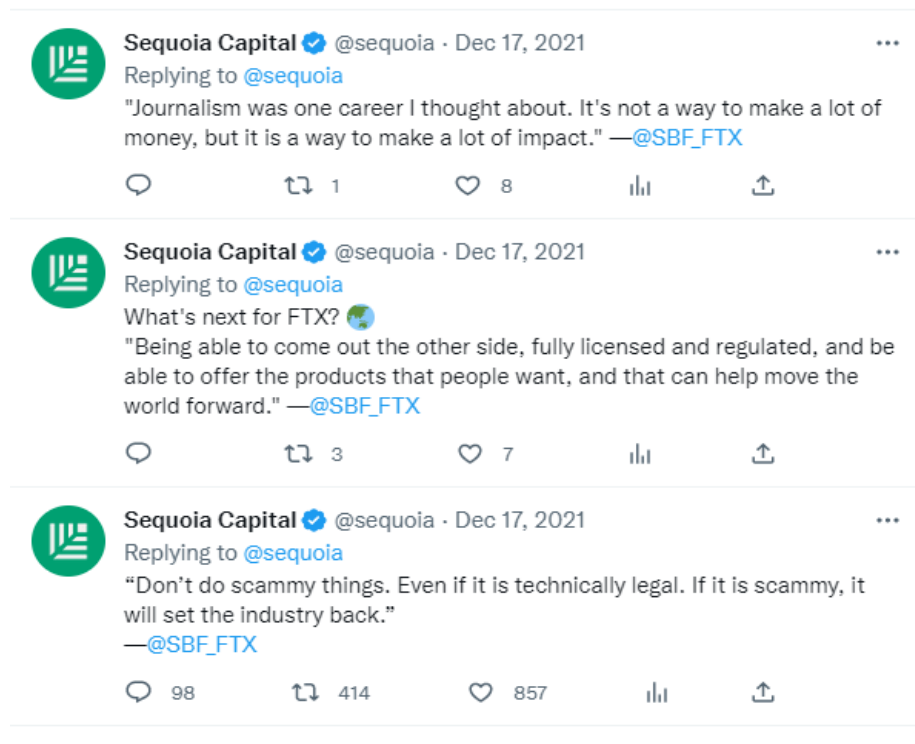 Sequoia Capital @sequoia · Dec 17, 2021
Replying to @sequoia
"Journalism was one career I thought about. It's not a way to make a lot of
money, but it is a way to make a lot of impact." —@SBF_FTX
1 8
Sequoia Capital @sequoia · Dec 17, 2021
Replying to @sequoia
What's next for FTX? 🌏
"Being able to come out the other side, fully licensed and regulated, and be
able to offer the products that people want, and that can help move the
world forward." —@SBF_FTX
3 7
Sequoia Capital @sequoia · Dec 17, 2021
Replying to @sequoia
“Don’t do scammy things. Even if it is technically legal. If it is scammy, it
will set the industry back.”
—@SBF_FTX
98 414 857